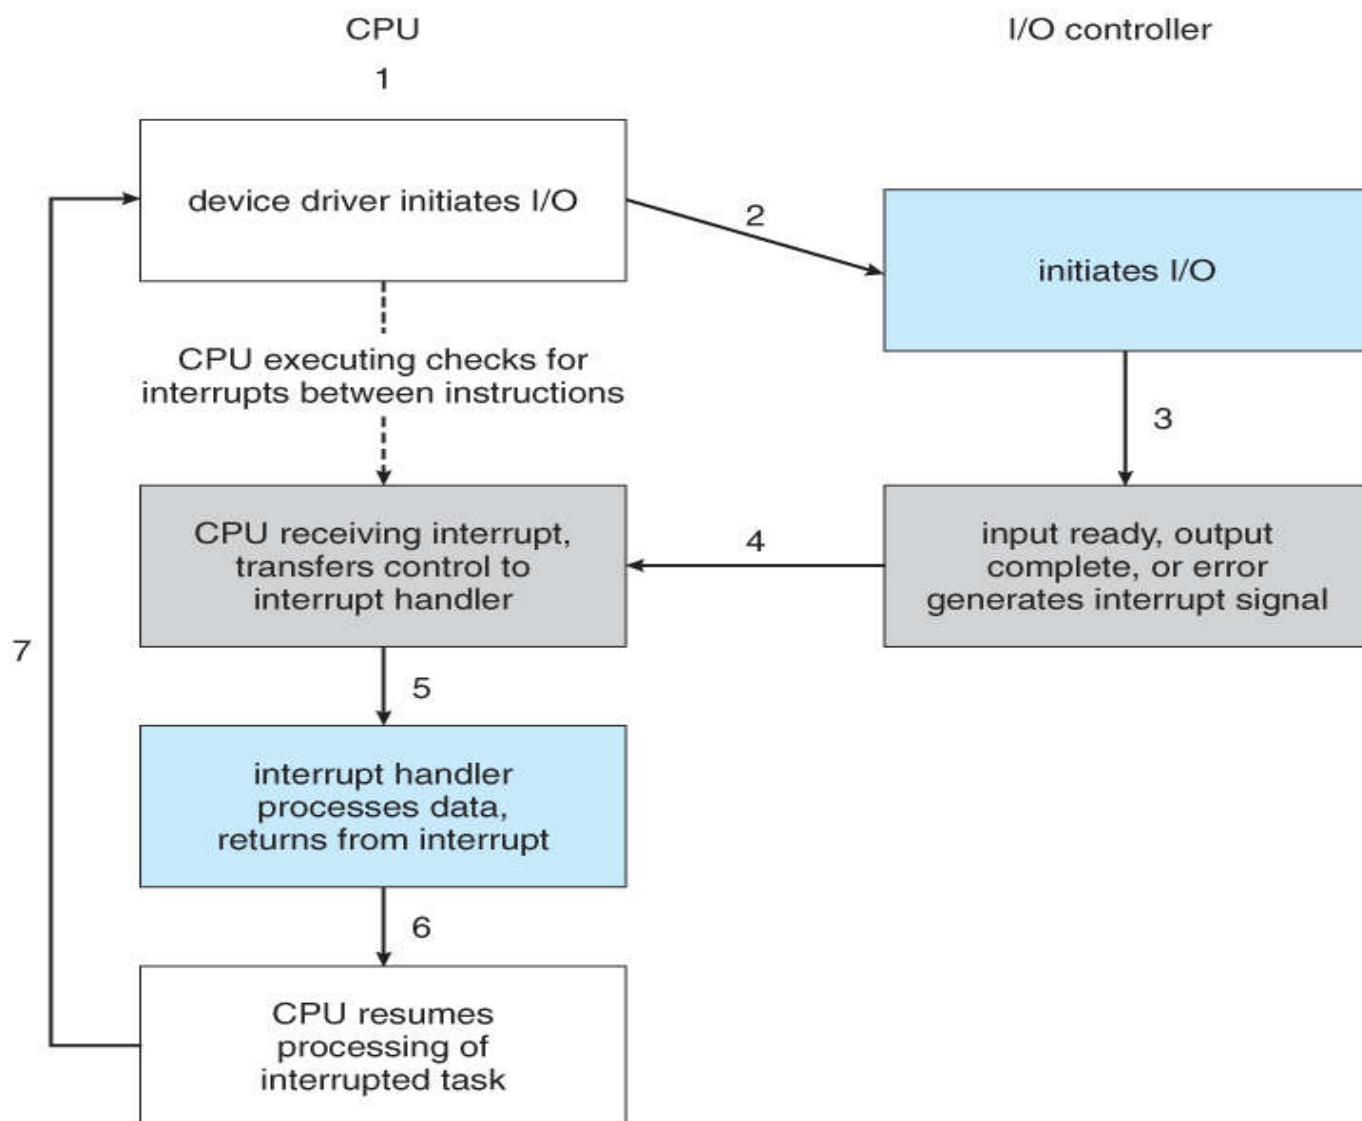 CPU
I/O controller
1
device driver initiates I/O
2
initiates I/O
CPU executing checks for
interrupts between instructions
3
CPU receiving interrupt,
transfers control to
interrupt handler
4
input ready, output
complete, or error
generates interrupt signal
7
5
interrupt handler
processes data,
returns from interrupt
6
CPU resumes
processing of
interrupted task